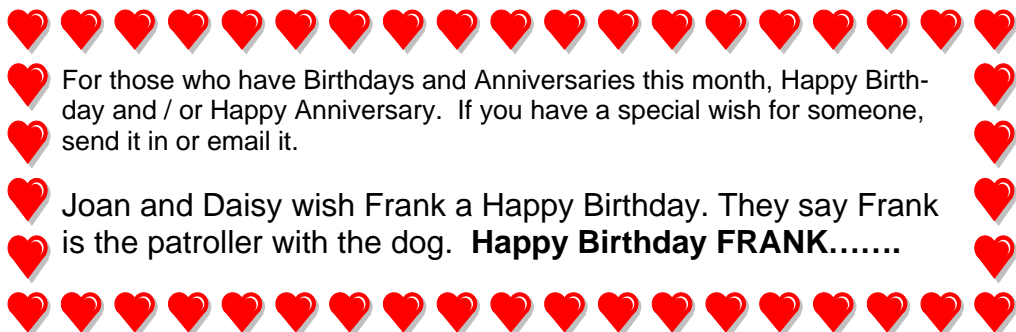 For those who have Birthdays and Anniversaries this month, Happy Birth-
day and / or Happy Anniversary.  If you have a special wish for someone,
send it in or email it.
Joan and Daisy wish Frank a Happy Birthday. They say Frank
is the patroller with the dog.  Happy Birthday FRANK…….